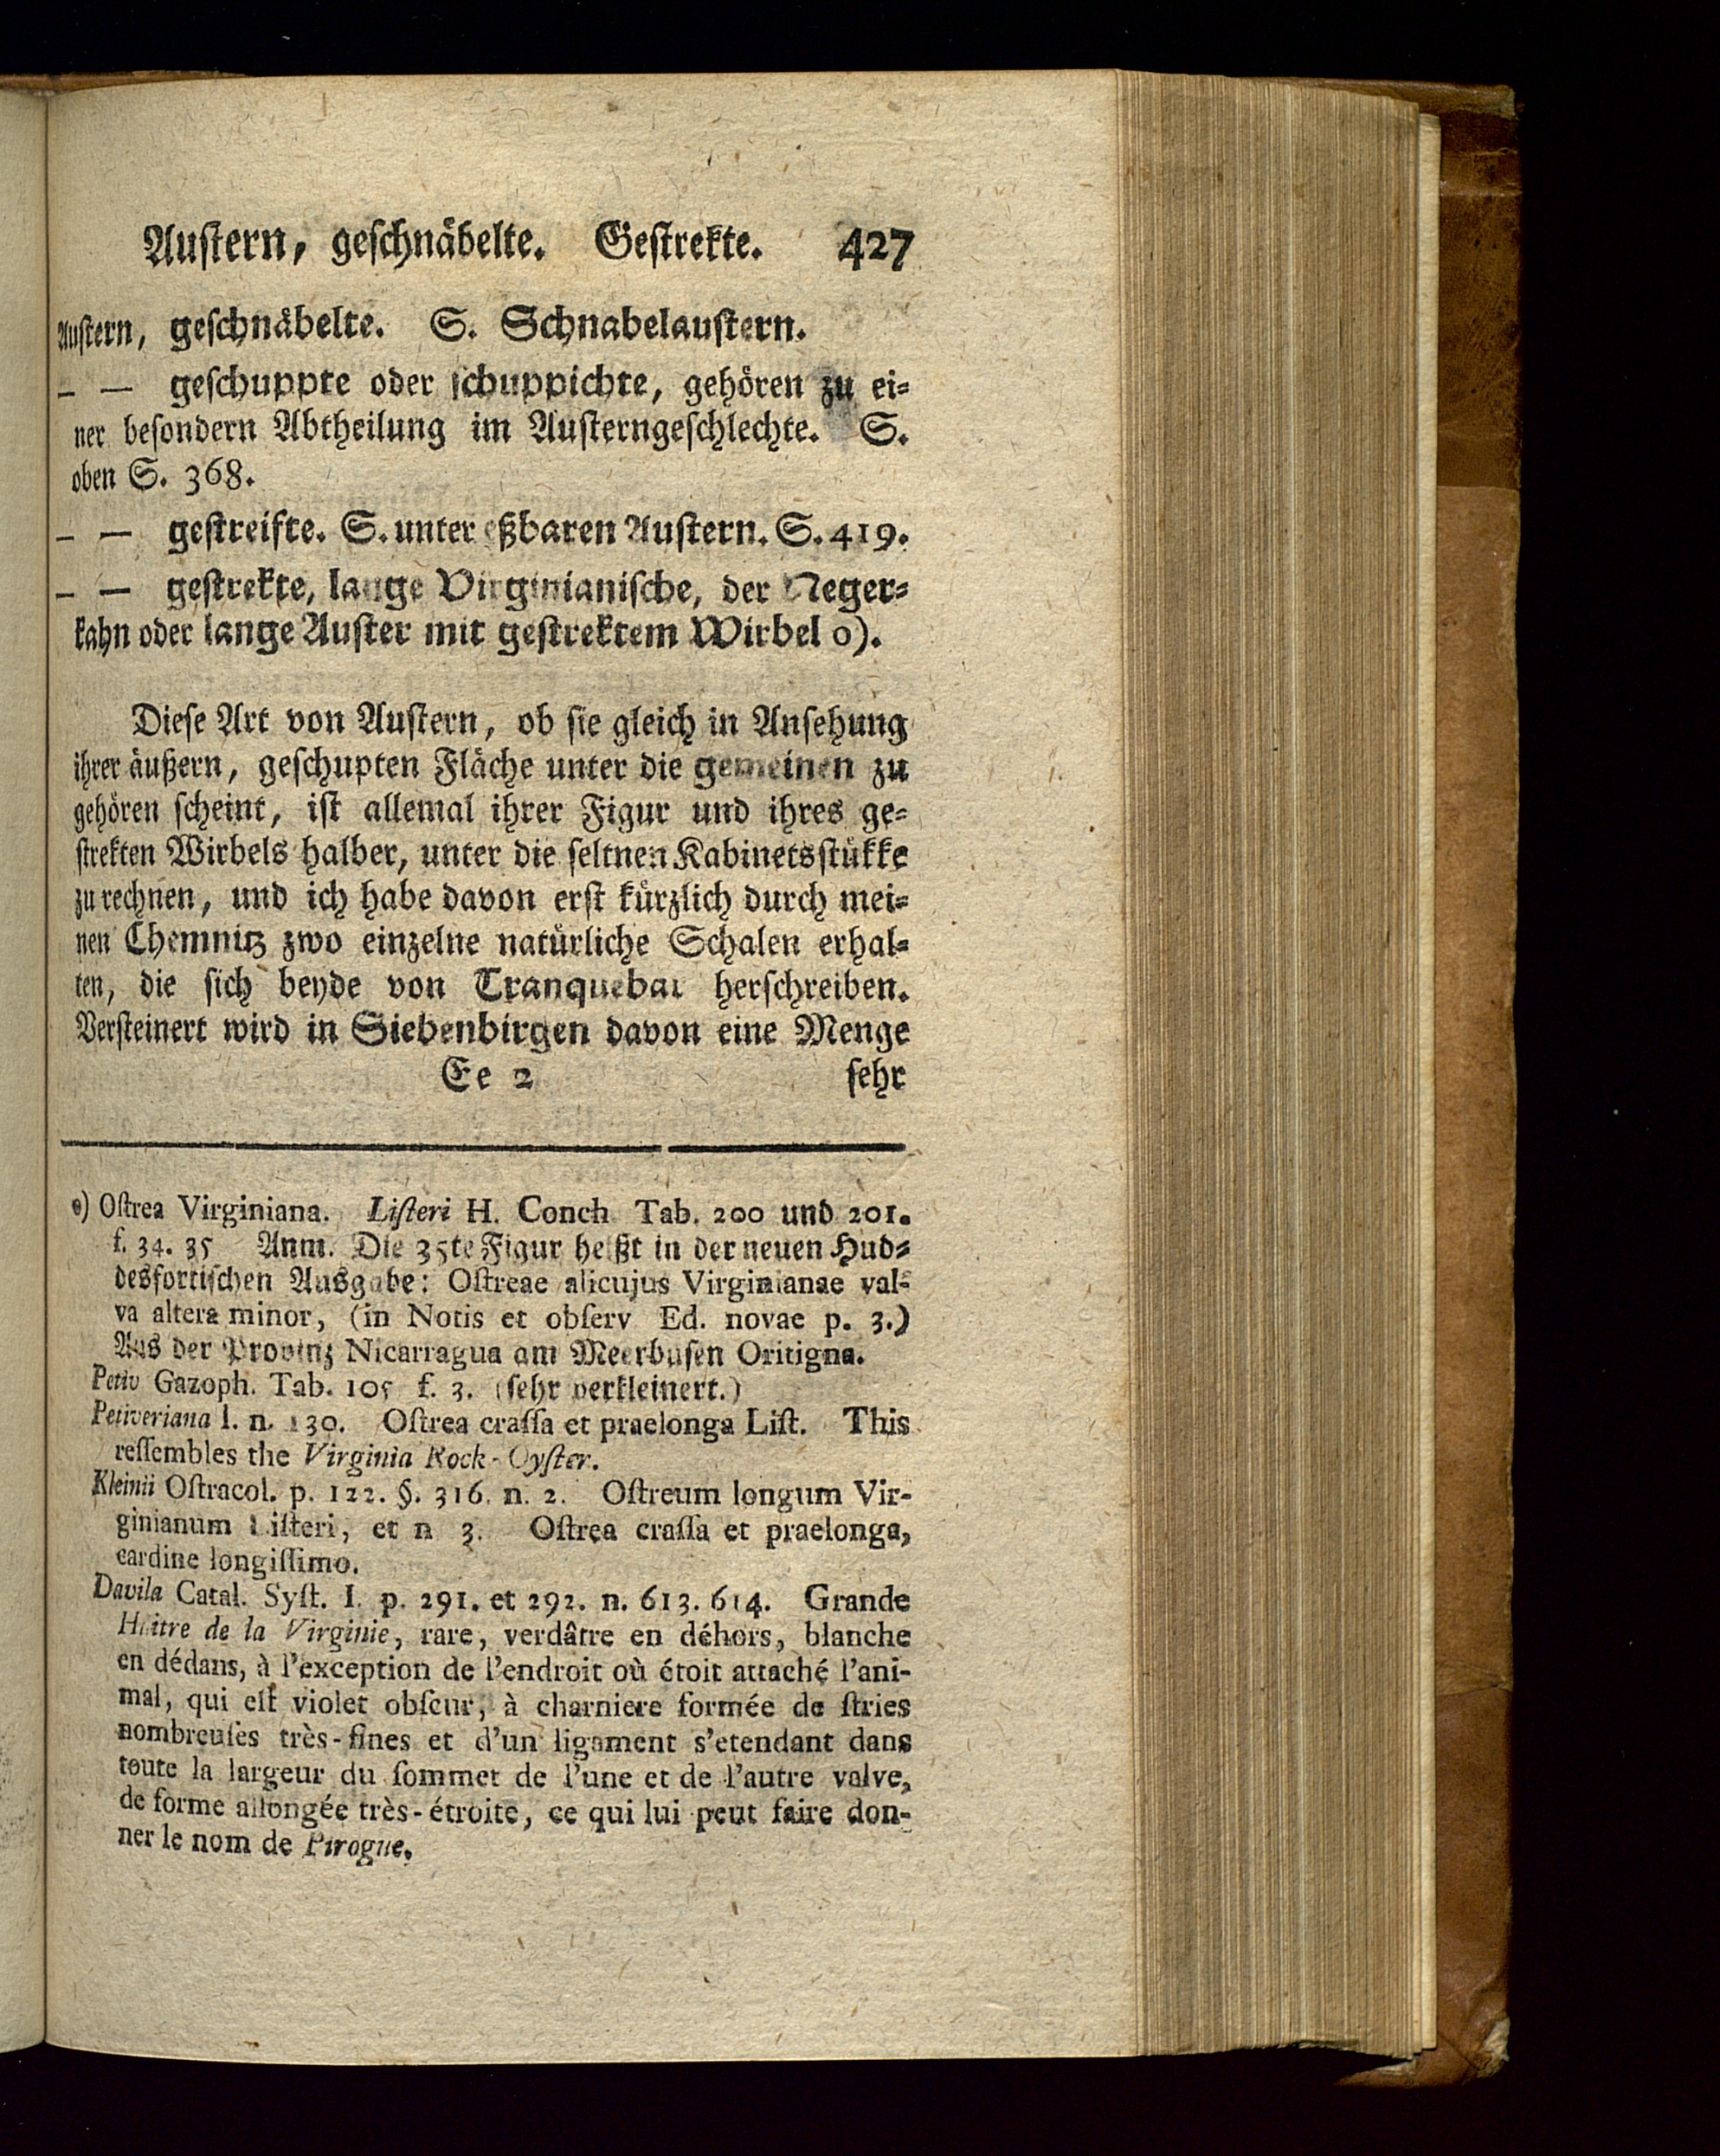 Austern, geschnäbelte. Gestrekte. 427
Austern, geschnäbelte. S. Schnabelaustern.
— — geschuppte oder schuppichte, gehören zu ei-
ner besondern Abtheilung im Austerngeschlechte. S.
oben S. 368.
— — gestreifte. S. unter eßbaren Austern. S. 419.
— — gestrekte, lange Virginianische, der Neger-
kahn oder lange Auster mit gestrektem Wirbel o).
Diese Art von Austern, ob sie gleich in Ansehung
ihrer äußern, geschupten Fläche unter die gemeinen zu
gehören scheint, ist allemal ihrer Figur und ihres ge-
strekten Wirbels halber, unter die seltnen Kabinetsstükke
zu rechnen, und ich habe davon erst kürzlich durch mei-
nen Chemnitz zwo einzelne natürliche Schalen erhal-
ten, die sich beyde von Tranquebar herschreiben.
Versteinert wird in Siebenbirgen davon eine Menge
Ee 2 sehr
o) Oſtrea Virginiana. Liſteri H. Conch Tab. 200 und 201.
f. 34. 35 Anm. Die 35te Figur heißt in der neuen Hud-
desfortischen Ausgabe: Oſtreae alicujus Virginianae val-
va altera minor, (in Notis et obſerv Ed. novae p. 3.)
Aus der Provinz Nicarragua am Meerbusen Oritigna.
Petiv Gazoph. Tab. 105 f. 3. (sehr verkleinert.)
Petiveriana l. n. 130. Oſtrea craſſa et praelonga Liſt. This
reſſembles the Virginia Rock-Oyſter.
Kleinii Oſtracol. p. 122. §. 316. n. 2. Oſtreum longum Vir-
ginianum Liſteri, et n 3. Oſtrea craſſa et praelonga,
cardine longiſſimo.
Davila Catal. Syſt. I. p. 291. et 292. n. 613. 614. Grande
Huitre de la Virginie, rare, verdâtre en déhors, blanche
en dédans, à l'exception de l'endroit où étoit attaché l'ani-
mal, qui eſt violet obſcur, à charniere formée de ſtries
nombreuſes très-fines et d'un ligament s'etendant dans
toute la largeur du ſommet de l'une et de l'autre valve,
de forme allongée très-étroite, ce qui lui peut faire don-
ner le nom de Pirogue.